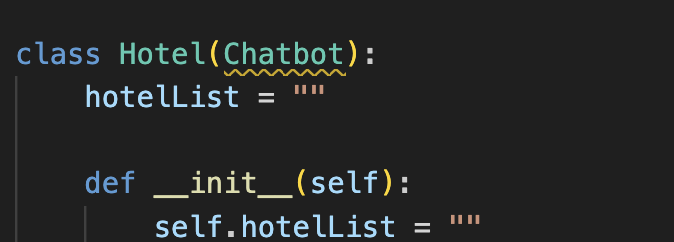 class Hotel(Chatbot):
    hotelList = ""
    def __init__(self):
        self.hotelList = ""